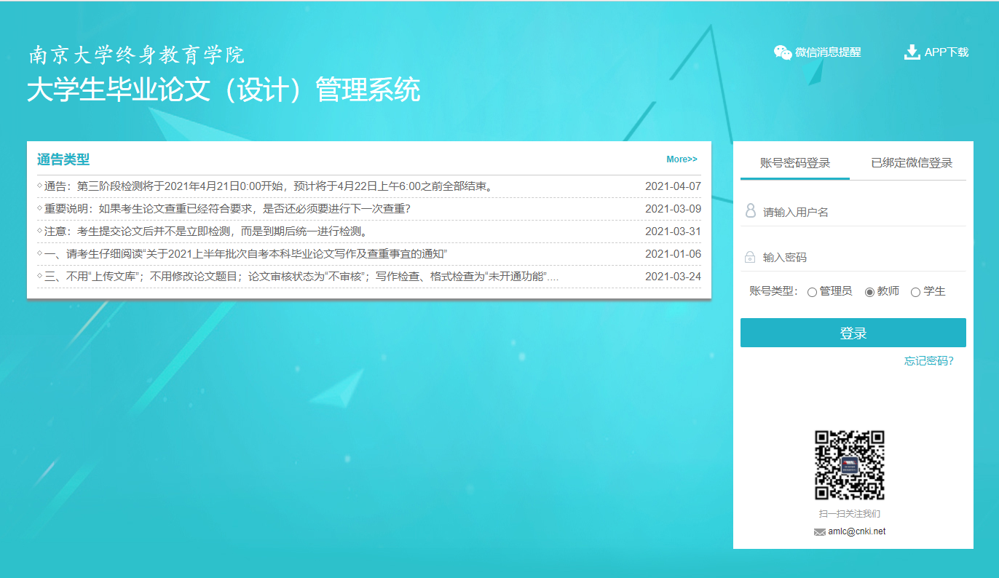 南京大学终身教育学院
大学生毕业论文（设计）管理系统
微信消息提醒
APP下载
通告类型
More>>
通告：第三阶段检测将于2021年4月21日0:00开始，预计将于4月22日上午6:00之前全部结束。
2021-04-07
重要说明：如果考生论文查重已经符合要求，是否还必须要进行下一次查重？
2021-03-09
注意：考生提交论文后并不是立即检测，而是到期后统一进行检测。
2021-03-31
一、请考生仔细阅读“关于2021上半年批次自考本科毕业论文写作及查重事宜的通知”
2021-01-06
三、不用“上传文库”；不用修改论文题目；论文审核状态为“不审核”；写作检查、格式检查为“未开通功能”....
2021-03-24
账号密码登录
已绑定微信登录
请输入用户名
输入密码
账号类型：
管理员
教师
学生
登录
忘记密码?
扫一扫关注我们
amlc@cnki.net